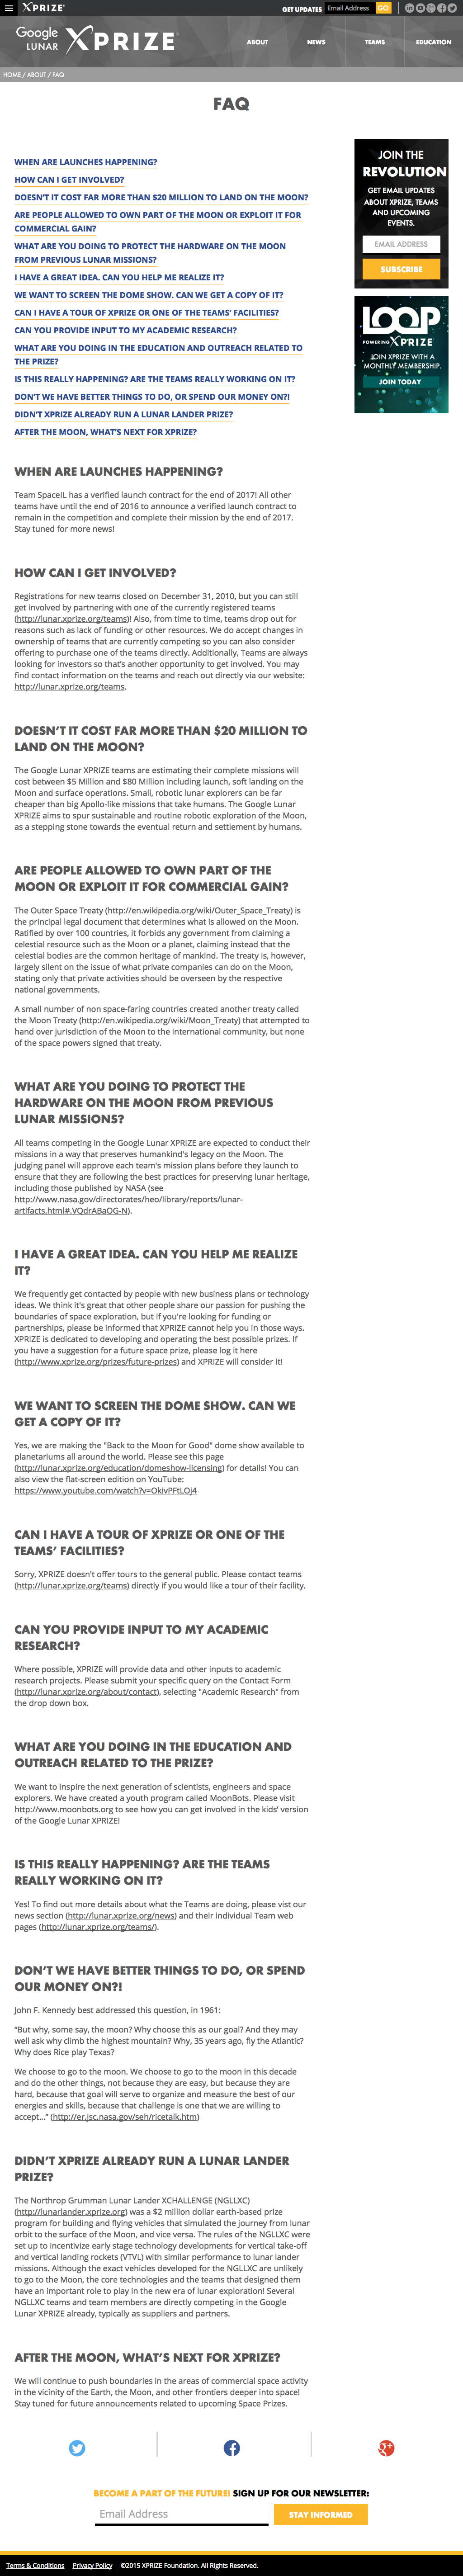 XPRIZE
GET UPDATES Email Address GO
Google LUNAR XPRIZE
ABOUT NEWS TEAMS EDUCATION
HOME / ABOUT / FAQ
FAQ
WHEN ARE LAUNCHES HAPPENING?
HOW CAN I GET INVOLVED?
DOESN'T IT COST FAR MORE THAN $20 MILLION TO LAND ON THE MOON?
ARE PEOPLE ALLOWED TO OWN PART OF THE MOON OR EXPLOIT IT FOR
COMMERCIAL GAIN?
WHAT ARE YOU DOING TO PROTECT THE HARDWARE ON THE MOON
FROM PREVIOUS LUNAR MISSIONS?
I HAVE A GREAT IDEA. CAN YOU HELP ME REALIZE IT?
WE WANT TO SCREEN THE DOME SHOW. CAN WE GET A COPY OF IT?
CAN I HAVE A TOUR OF XPRIZE OR ONE OF THE TEAMS' FACILITIES?
CAN YOU PROVIDE INPUT TO MY ACADEMIC RESEARCH?
WHAT ARE YOU DOING IN THE EDUCATION AND OUTREACH RELATED TO
THE PRIZE?
IS THIS REALLY HAPPENING? ARE THE TEAMS REALLY WORKING ON IT?
DON'T WE HAVE BETTER THINGS TO DO, OR SPEND OUR MONEY ON?!
DIDN'T XPRIZE ALREADY RUN A LUNAR LANDER PRIZE?
AFTER THE MOON, WHAT'S NEXT FOR XPRIZE?
JOIN THE
REVOLUTION
GET EMAIL UPDATES
ABOUT XPRIZE, TEAMS
AND UPCOMING
EVENTS.
EMAIL ADDRESS
SUBSCRIBE
LOOP
POWERING XPRIZE
JOIN XPRIZE WITH A
MONTHLY MEMBERSHIP.
JOIN TODAY
WHEN ARE LAUNCHES HAPPENING?
Team SpaceIL has a verified launch contract for the end of 2017! All other
teams have until the end of 2016 to announce a verified launch contract to
remain in the competition and complete their mission by the end of 2017.
Stay tuned for more news!
HOW CAN I GET INVOLVED?
Registrations for new teams closed on December 31, 2010, but you can still
get involved by partnering with one of the currently registered teams
(http://lunar.xprize.org/teams)! Also, from time to time, teams drop out for
reasons such as lack of funding or other resources. We do accept changes in
ownership of teams that are currently competing so you can also consider
offering to purchase one of the teams directly. Additionally, Teams are always
looking for investors so that's another opportunity to get involved. You may
find contact information on the teams and reach out directly via our website:
http://lunar.xprize.org/teams.
DOESN'T IT COST FAR MORE THAN $20 MILLION TO
LAND ON THE MOON?
The Google Lunar XPRIZE teams are estimating their complete missions will
cost between $5 Million and $80 Million including launch, soft landing on the
Moon and surface operations. Small, robotic lunar explorers can be far
cheaper than big Apollo-like missions that take humans. The Google Lunar
XPRIZE aims to spur sustainable and routine robotic exploration of the Moon,
as a stepping stone towards the eventual return and settlement by humans.
ARE PEOPLE ALLOWED TO OWN PART OF THE
MOON OR EXPLOIT IT FOR COMMERCIAL GAIN?
The Outer Space Treaty (http://en.wikipedia.org/wiki/Outer_Space_Treaty) is
the principal legal document that determines what is allowed on the Moon.
Ratified by over 100 countries, it forbids any government from claiming a
celestial resource such as the Moon or a planet, claiming instead that the
celestial bodies are the common heritage of mankind. The treaty is, however,
largely silent on the issue of what private companies can do on the Moon,
stating only that private activities should be overseen by the respective
national governments.
A small number of non space-faring countries created another treaty called
the Moon Treaty (http://en.wikipedia.org/wiki/Moon_Treaty) that attempted to
hand over jurisdiction of the Moon to the international community, but none
of the space powers signed that treaty.
WHAT ARE YOU DOING TO PROTECT THE
HARDWARE ON THE MOON FROM PREVIOUS
LUNAR MISSIONS?
All teams competing in the Google Lunar XPRIZE are expected to conduct their
missions in a way that preserves humankind's legacy on the Moon. The
judging panel will approve each team's mission plans before they launch to
ensure that they are following the best practices for preserving lunar heritage,
including those published by NASA (see
http://www.nasa.gov/directorates/heo/library/reports/lunar-
artifacts.html#.VQdrABaOG-N).
I HAVE A GREAT IDEA. CAN YOU HELP ME REALIZE
IT?
We frequently get contacted by people with new business plans or technology
ideas. We think it's great that other people share our passion for pushing the
boundaries of space exploration, but if you're looking for funding or
partnerships, please be informed that XPRIZE cannot help you in those ways.
XPRIZE is dedicated to developing and operating the best possible prizes. If
you have a suggestion for a future space prize, please log it here
(http://www.xprize.org/prizes/future-prizes) and XPRIZE will consider it!
WE WANT TO SCREEN THE DOME SHOW. CAN WE
GET A COPY OF IT?
Yes, we are making the "Back to the Moon for Good" dome show available to
planetariums all around the world. Please see this page
(http://lunar.xprize.org/education/domeshow-licensing) for details! You can
also view the flat-screen edition on YouTube:
https://www.youtube.com/watch?v=OkivPFtLOj4
CAN I HAVE A TOUR OF XPRIZE OR ONE OF THE
TEAMS' FACILITIES?
Sorry, XPRIZE doesn't offer tours to the general public. Please contact teams
(http://lunar.xprize.org/teams) directly if you would like a tour of their facility.
CAN YOU PROVIDE INPUT TO MY ACADEMIC
RESEARCH?
Where possible, XPRIZE will provide data and other inputs to academic
research projects. Please submit your specific query on the Contact Form
(http://lunar.xprize.org/about/contact), selecting "Academic Research" from
the drop down box.
WHAT ARE YOU DOING IN THE EDUCATION AND
OUTREACH RELATED TO THE PRIZE?
We want to inspire the next generation of scientists, engineers and space
explorers. We have created a youth program called MoonBots. Please visit
http://www.moonbots.org to see how you can get involved in the kids' version
of the Google Lunar XPRIZE!
IS THIS REALLY HAPPENING? ARE THE TEAMS
REALLY WORKING ON IT?
Yes! To find out more details about what the Teams are doing, please vist our
news section (http://lunar.xprize.org/news) and their individual Team web
pages (http://lunar.xprize.org/teams/).
DON'T WE HAVE BETTER THINGS TO DO, OR SPEND
OUR MONEY ON?!
John F. Kennedy best addressed this question, in 1961:
"But why, some say, the moon? Why choose this as our goal? And they may
well ask why climb the highest mountain? Why, 35 years ago, fly the Atlantic?
Why does Rice play Texas?
We choose to go to the moon. We choose to go to the moon in this decade
and do the other things, not because they are easy, but because they are
hard, because that goal will serve to organize and measure the best of our
energies and skills, because that challenge is one that we are willing to
accept..." (http://er.jsc.nasa.gov/seh/ricetalk.htm)
DIDN'T XPRIZE ALREADY RUN A LUNAR LANDER
PRIZE?
The Northrop Grumman Lunar Lander XCHALLENGE (NGLLXC)
(http://lunarlander.xprize.org) was a $2 million dollar earth-based prize
program for building and flying vehicles that simulated the journey from lunar
orbit to the surface of the Moon, and vice versa. The rules of the NGLLXC were
set up to incentivize early stage technology developments for vertical take-off
and vertical landing rockets (VTVL) with similar performance to lunar lander
missions. Although the exact vehicles developed for the NGLLXC are unlikely
to go to the Moon, the core technologies and the teams that designed them
have an important role to play in the new era of lunar exploration! Several
NGLLXC teams and team members are directly competing in the Google
Lunar XPRIZE already, typically as suppliers and partners.
AFTER THE MOON, WHAT'S NEXT FOR XPRIZE?
We will continue to push boundaries in the areas of commercial space activity
in the vicinity of the Earth, the Moon, and other frontiers deeper into space!
Stay tuned for future announcements related to upcoming Space Prizes.
BECOME A PART OF THE FUTURE! SIGN UP FOR OUR NEWSLETTER:
Email Address STAY INFORMED
Terms & Conditions | Privacy Policy | ©2015 XPRIZE Foundation. All Rights Reserved.